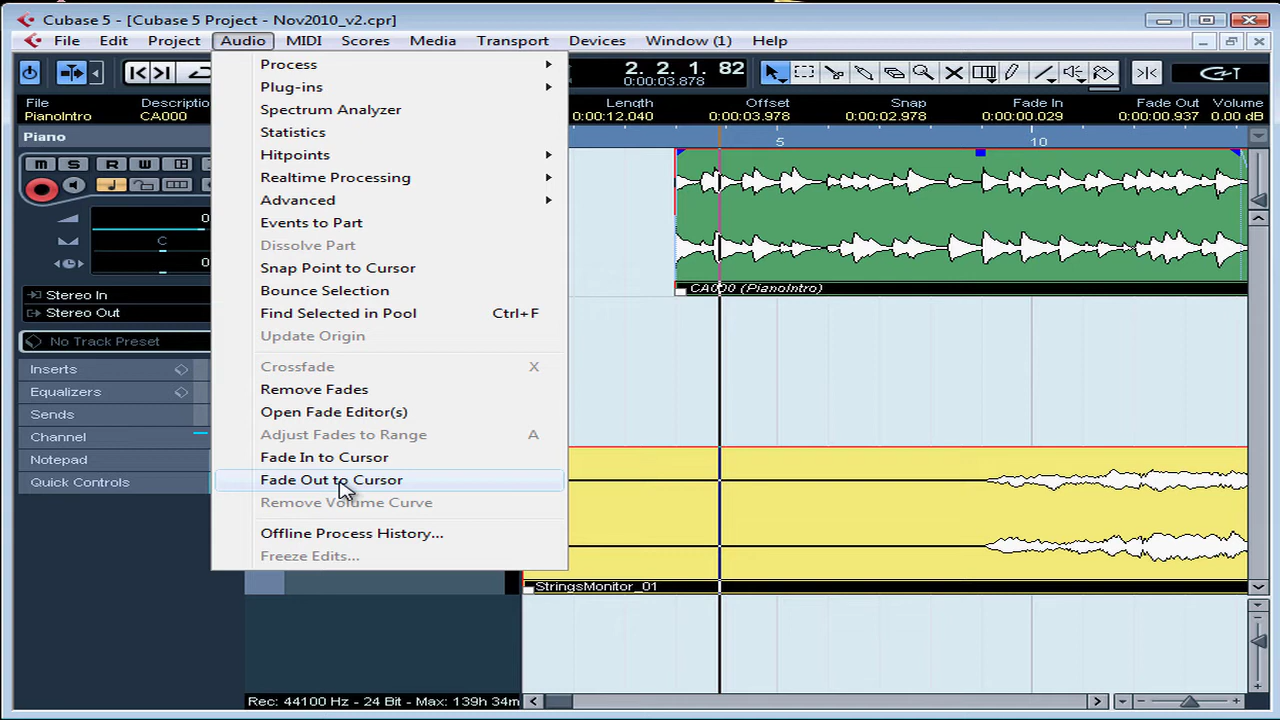 Cubase 5 - [Cubase 5 Project - Nov2010_v2.cpr]
File Edit Project Audio MIDI Scores Media Transport Devices Window (1) Help
2. 2. 1. 82
0:00:03.878
File Descriptio Length Offset Snap Fade In Fade Out Volume
PianoIntro CA000 0:00:12.040 0:00:03.978 0:00:02.978 0:00:00.029 0:00:00.937 0.00 dB
Piano
5 10
M S R W
0
C
0
Stereo In
Stereo Out
No Track Preset
Inserts
Equalizers
Sends
Channel
Notepad
Quick Controls
Process
Plug-ins
Spectrum Analyzer
Statistics
Hitpoints
Realtime Processing
Advanced
Events to Part
Dissolve Part
Snap Point to Cursor
Bounce Selection
Find Selected in Pool Ctrl+F
Update Origin
Crossfade X
Remove Fades
Open Fade Editor(s)
Adjust Fades to Range A
Fade In to Cursor
Fade Out to Cursor
Remove Volume Curve
Offline Process History...
Freeze Edits...
CA000 (PianoIntro)
StringsMonitor_01
Rec: 44100 Hz - 24 Bit - Max: 139h 34m